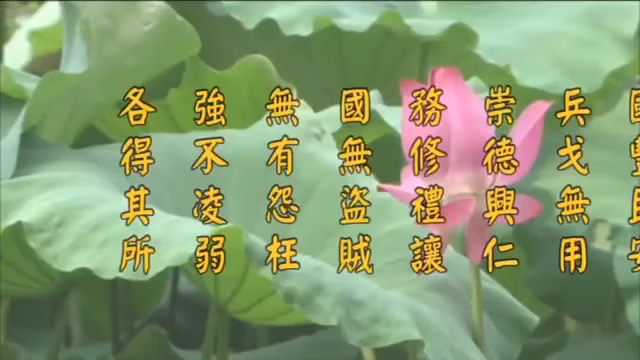 兵戈無用
崇德興仁
務修禮讓
國無盜賊
無有怨枉
強不凌弱
各得其所